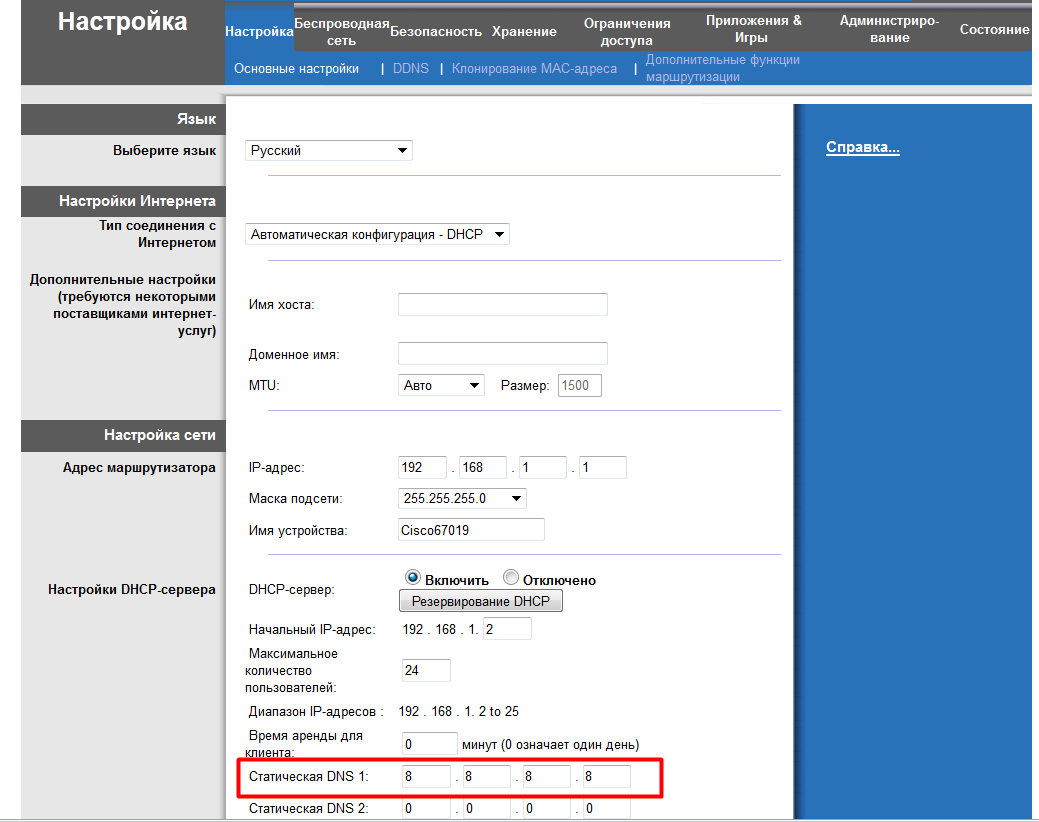 Настройка
Настройка
Беспроводная сеть
Безопасность
Хранение
Ограничения доступа
Приложения & Игры
Администриро-вание
Состояние
Основные настройки | DDNS | Клонирование MAC-адреса | Дополнительные функции маршрутизации
Язык
Выберите язык
Русский
Справка...
Настройки Интернета
Тип соединения с
Интернетом
Автоматическая конфигурация - DHCP
Дополнительные настройки
(требуются некоторыми
поставщиками интернет-
услуг)
Имя хоста:
Доменное имя:
MTU: Авто Размер: 1500
Настройка сети
Адрес маршрутизатора
IP-адрес: 192 . 168 . 1 . 1
Маска подсети: 255.255.255.0
Имя устройства: Cisco67019
Настройки DHCP-сервера
DHCP-сервер: Включить Отключено
Резервирование DHCP
Начальный IP-адрес: 192 . 168 . 1. 2
Максимальное
количество
пользователей:
24
Диапазон IP-адресов : 192 . 168 . 1. 2 to 25
Время аренды для
клиента:
0 минут (0 означает один день)
Статическая DNS 1: 8 . 8 . 8 . 8
Статическая DNS 2: 0 . 0 . 0 . 0